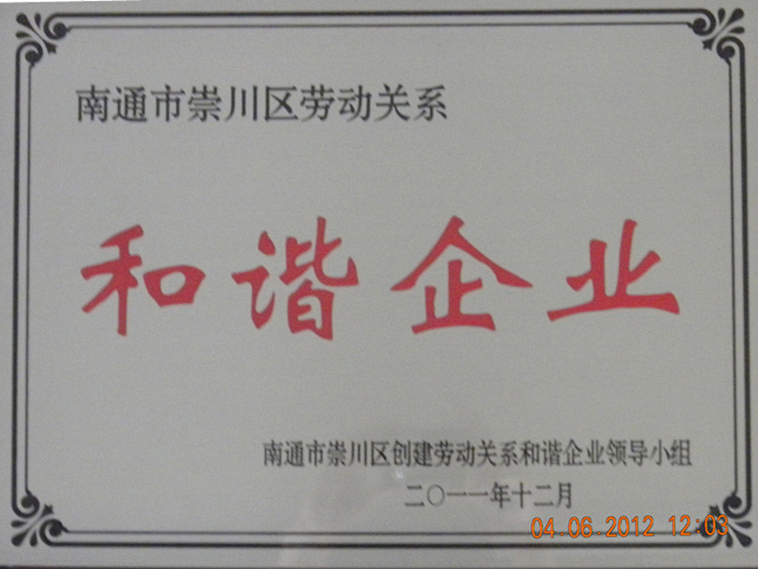 南通市崇川区劳动关系
和谐企业
南通市崇川区创建劳动关系和谐企业领导小组
二〇一一年十二月
04.06.2012 12:03